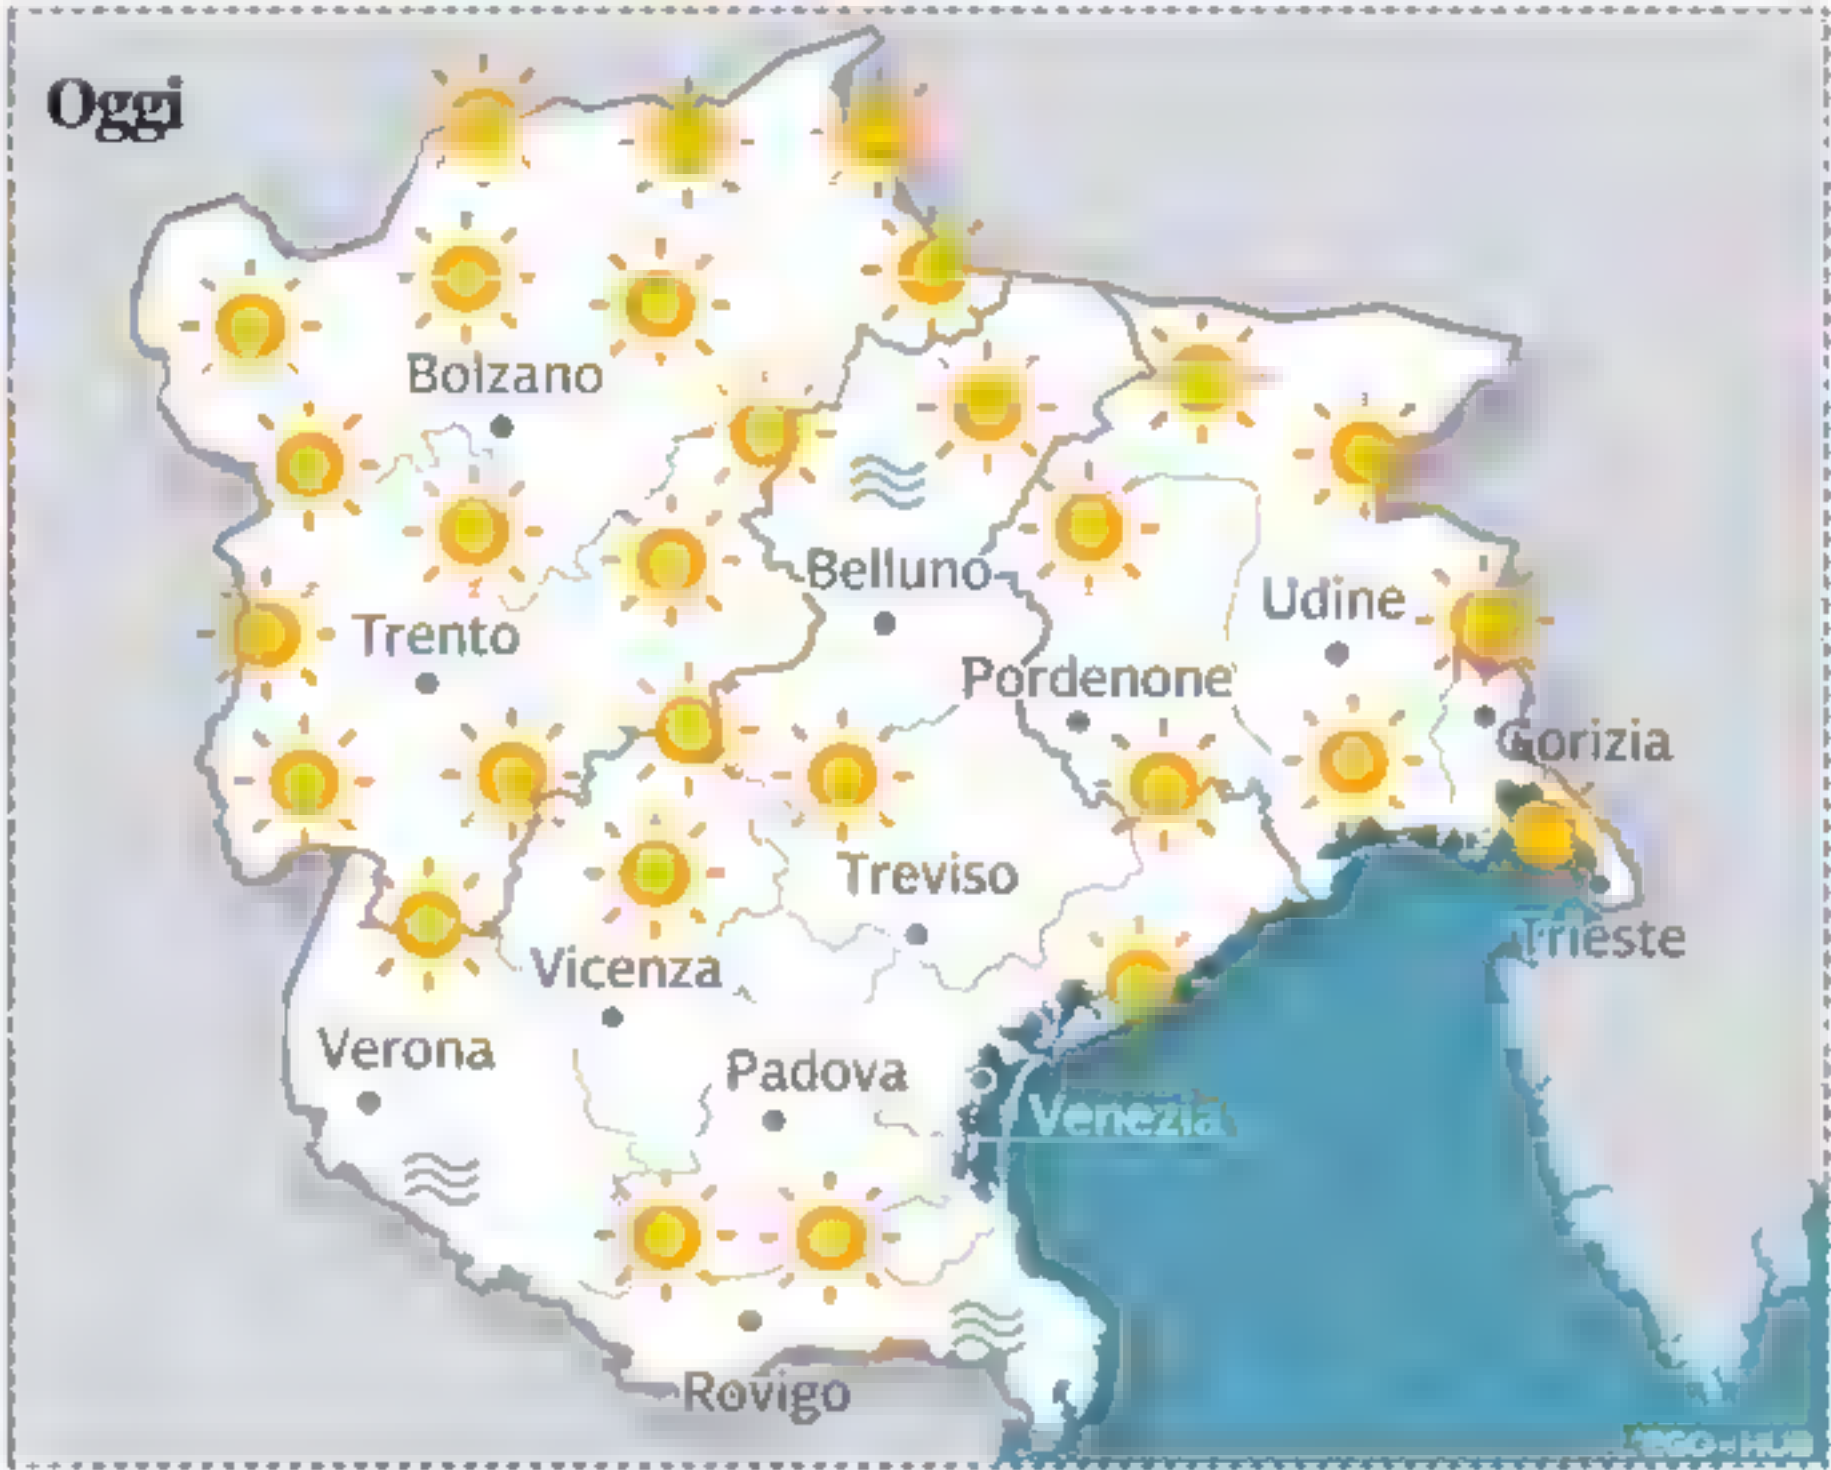 Oggi
Bolzano
Belluno
Trento
Udine
Pordenone
Gorizia
Treviso
Trieste
Vicenza
Verona
Padova
Venezia
Rovigo